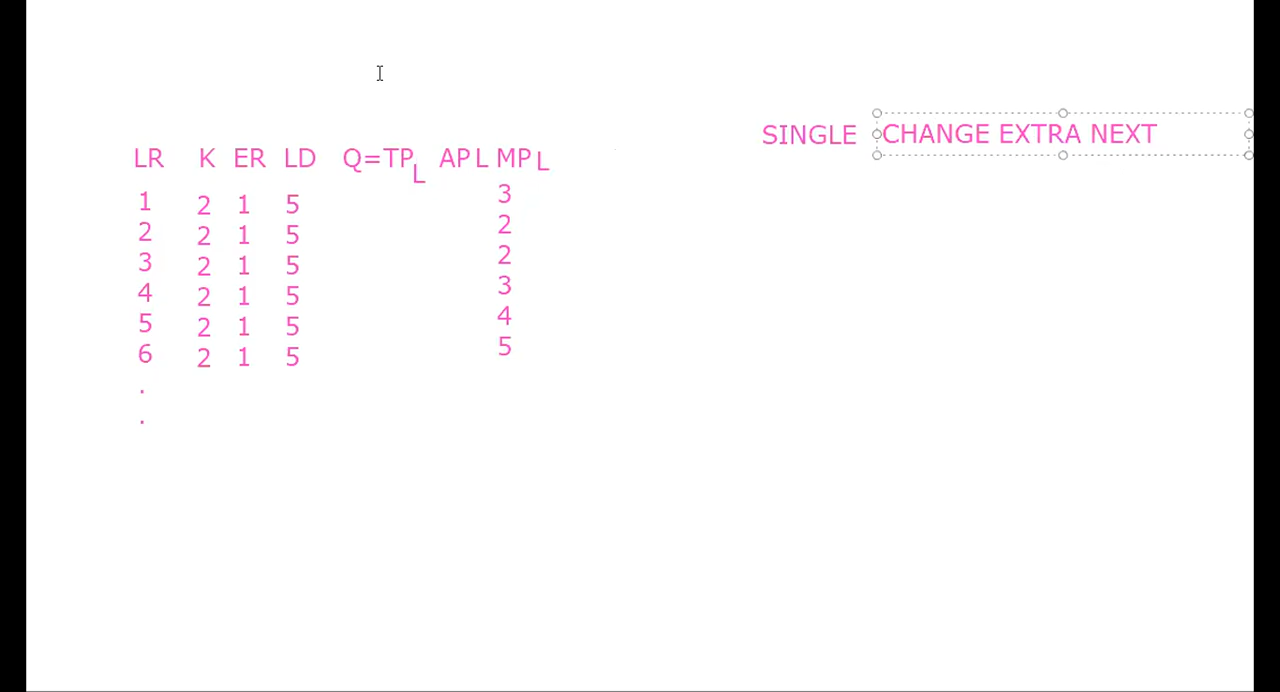 SINGLE CHANGE EXTRA NEXT
LR K ER LD Q=TPL APL MPL
1 2 1 5 3
2 2 1 5 2
3 2 1 5 2
4 2 1 5 3
5 2 1 5 4
6 2 1 5 5
.
.